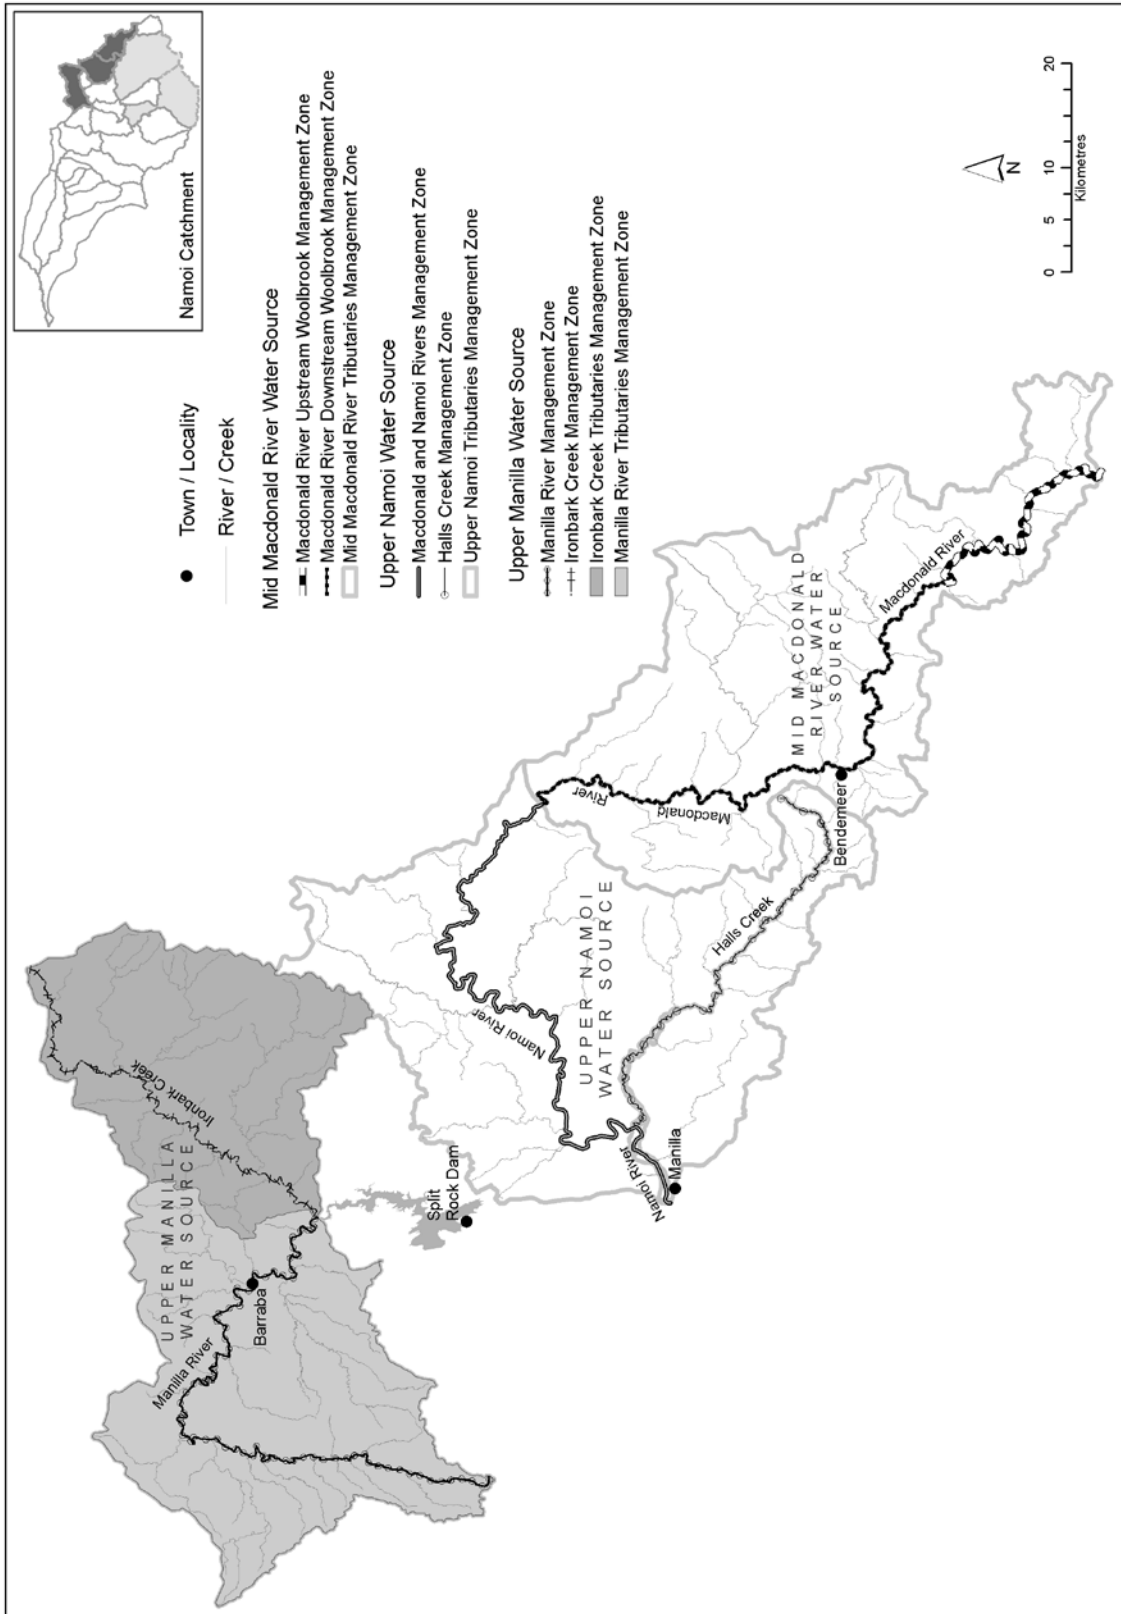 Namoi Catchment
Town / Locality
River / Creek
Mid Macdonald River Water Source
Macdonald River Upstream Woolbrook Management Zone
Macdonald River Downstream Woolbrook Management Zone
Mid Macdonald River Tributaries Management Zone
Upper Namoi Water Source
Macdonald and Namoi Rivers Management Zone
Halls Creek Management Zone
Upper Namoi Tributaries Management Zone
Upper Manilla Water Source
Manilla River Management Zone
Ironbark Creek Management Zone
Ironbark Creek Tributaries Management Zone
Manilla River Tributaries Management Zone
N
0 5 10 20
Kilometres
UPPER MANILLA
WATER SOURCE
Manilla River
Barraba
Ironbark Creek
Split
Rock Dam
Namoi River
UPPER NAMOI
WATER SOURCE
Namoi River
Manilla
Halls Creek
River
Macdonald
Bendemeer
MID MACDONALD
RIVER WATER
SOURCE
Macdonald River